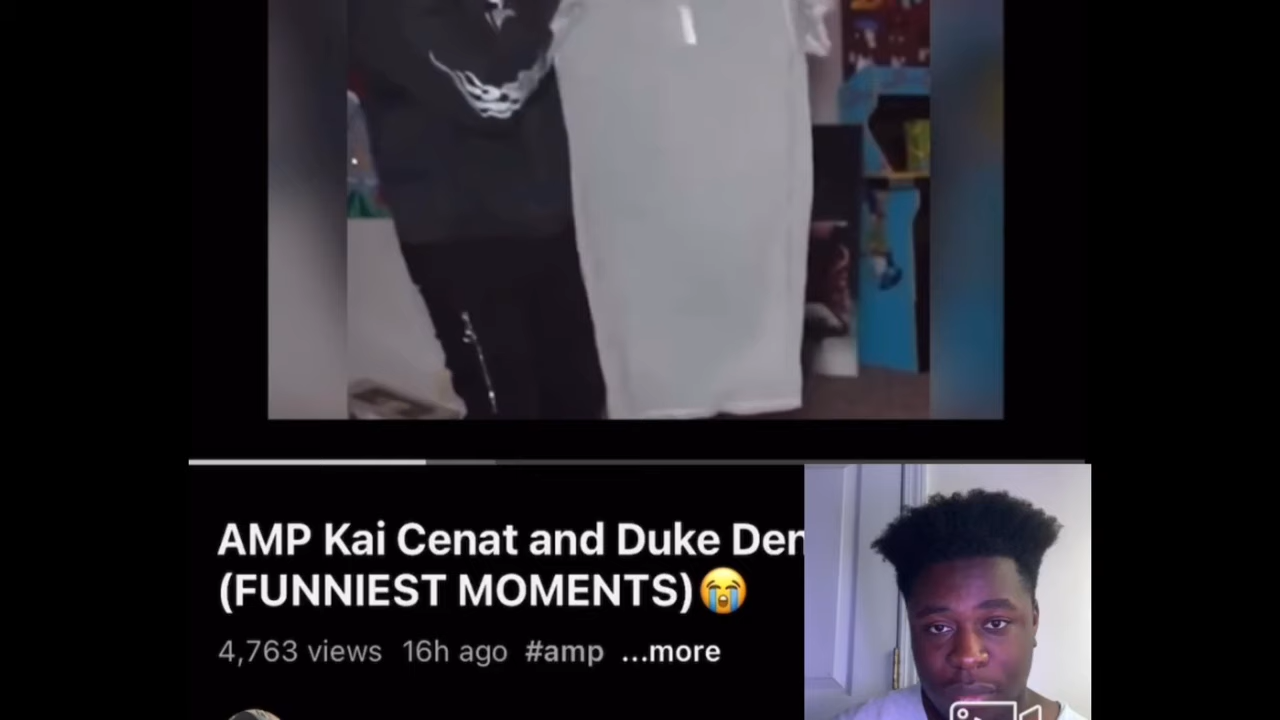 AMP Kai Cenat and Duke Den
(FUNNIEST MOMENTS)😭
4,763 views 16h ago #amp ...more